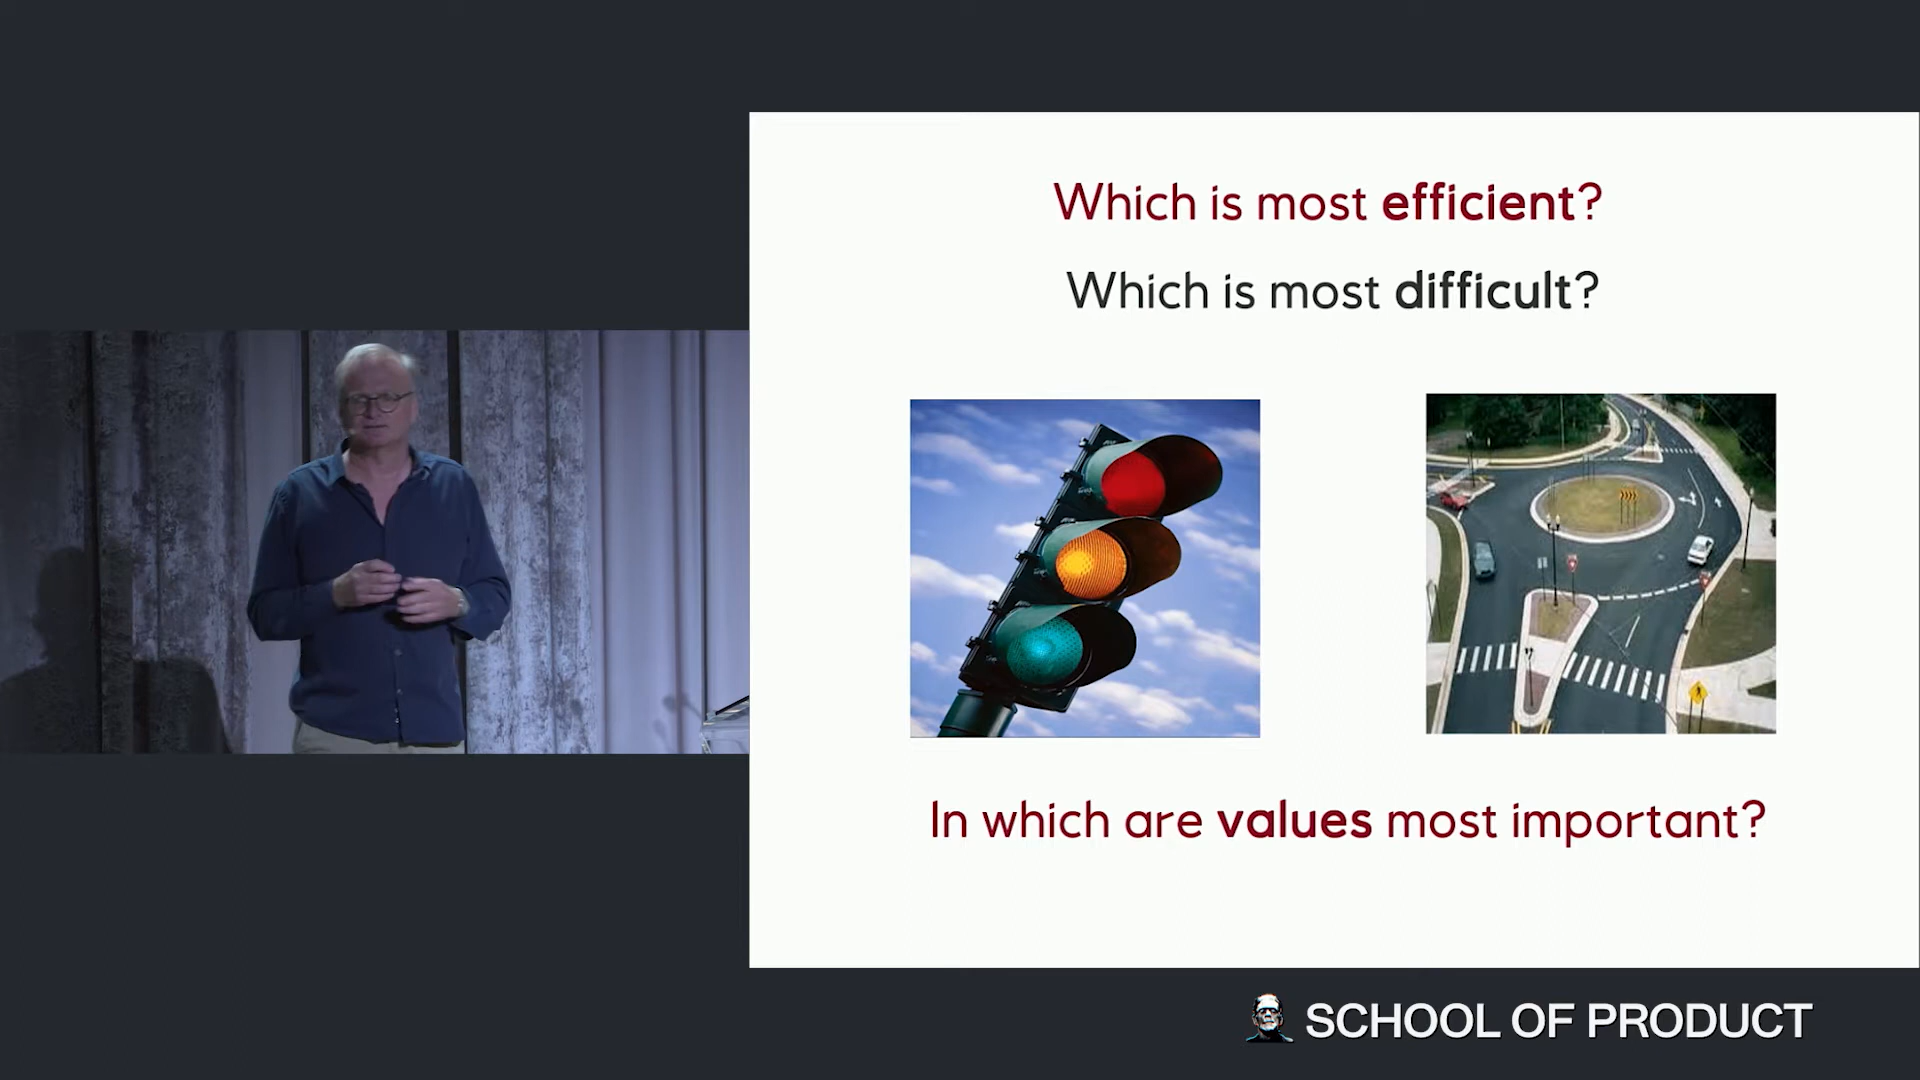 Which is most efficient?
Which is most difficult?
In which are values most important?
SCHOOL OF PRODUCT